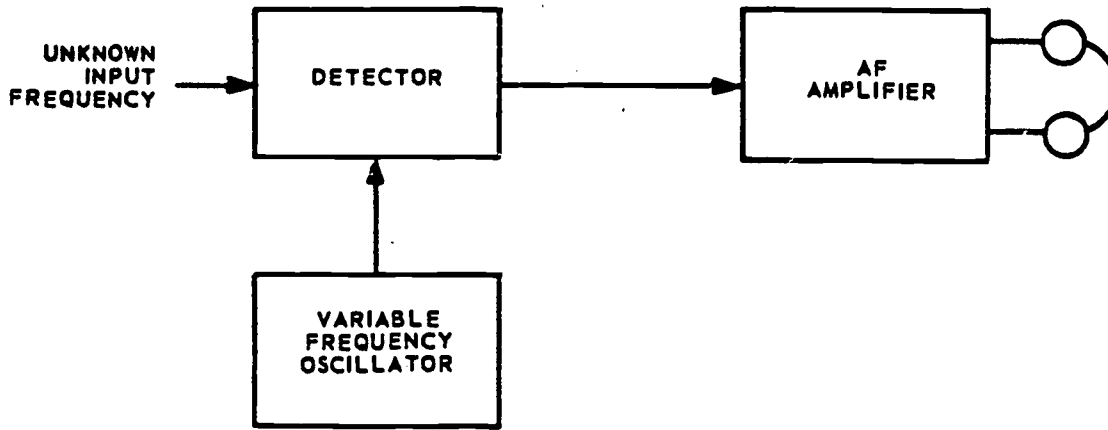 UNKNOWN
INPUT
FREQUENCY
DETECTOR
AF
AMPLIFIER
VARIABLE
FREQUENCY
OSCILLATOR